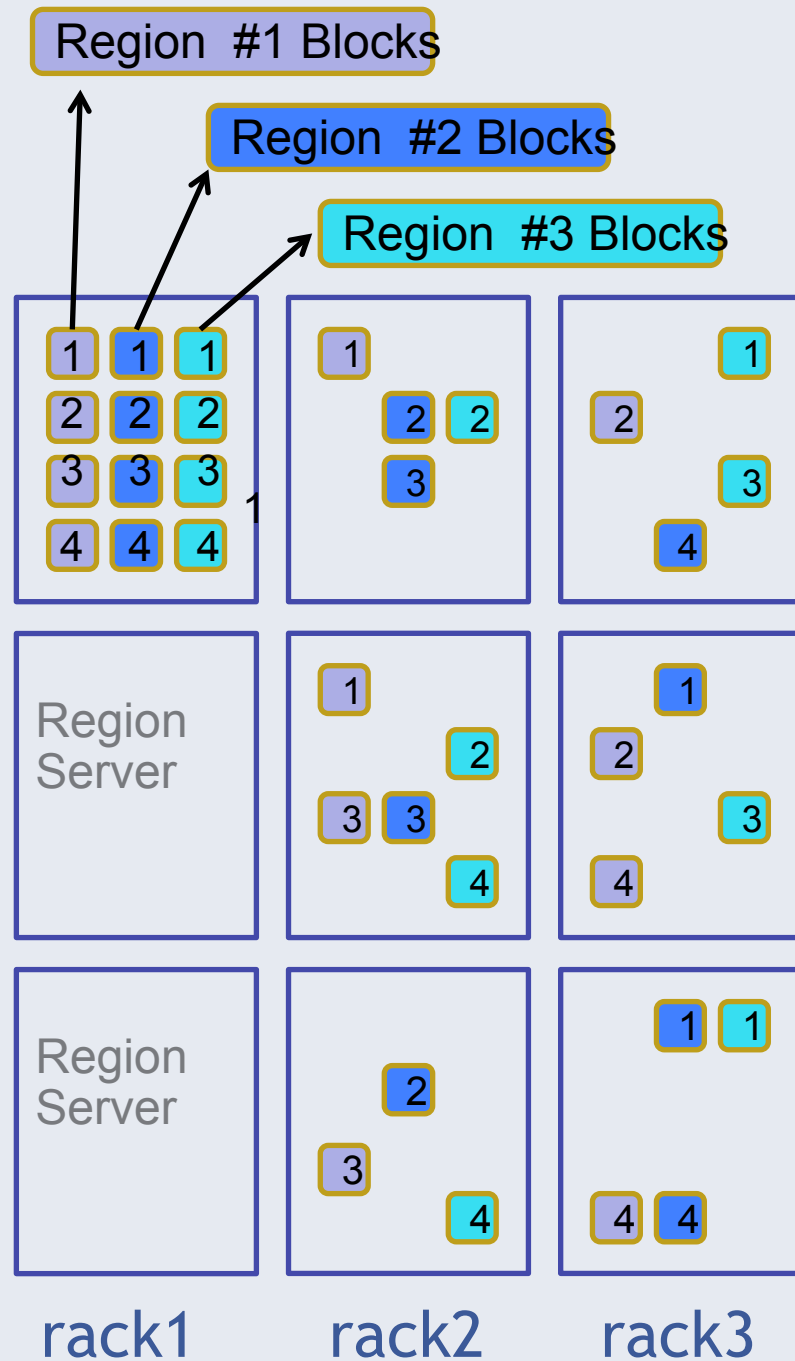 Region #1 Blocks
Region #2 Blocks
Region #3 Blocks
1 1 1 1 1
2 2 2 2 2 2
3 3 3 3 3
1
4 4 4 4
1 1
Region
Server
2 2
3 3 3
4 4
1 1
Region
Server
2
3
4 4 4
rack1 rack2 rack3